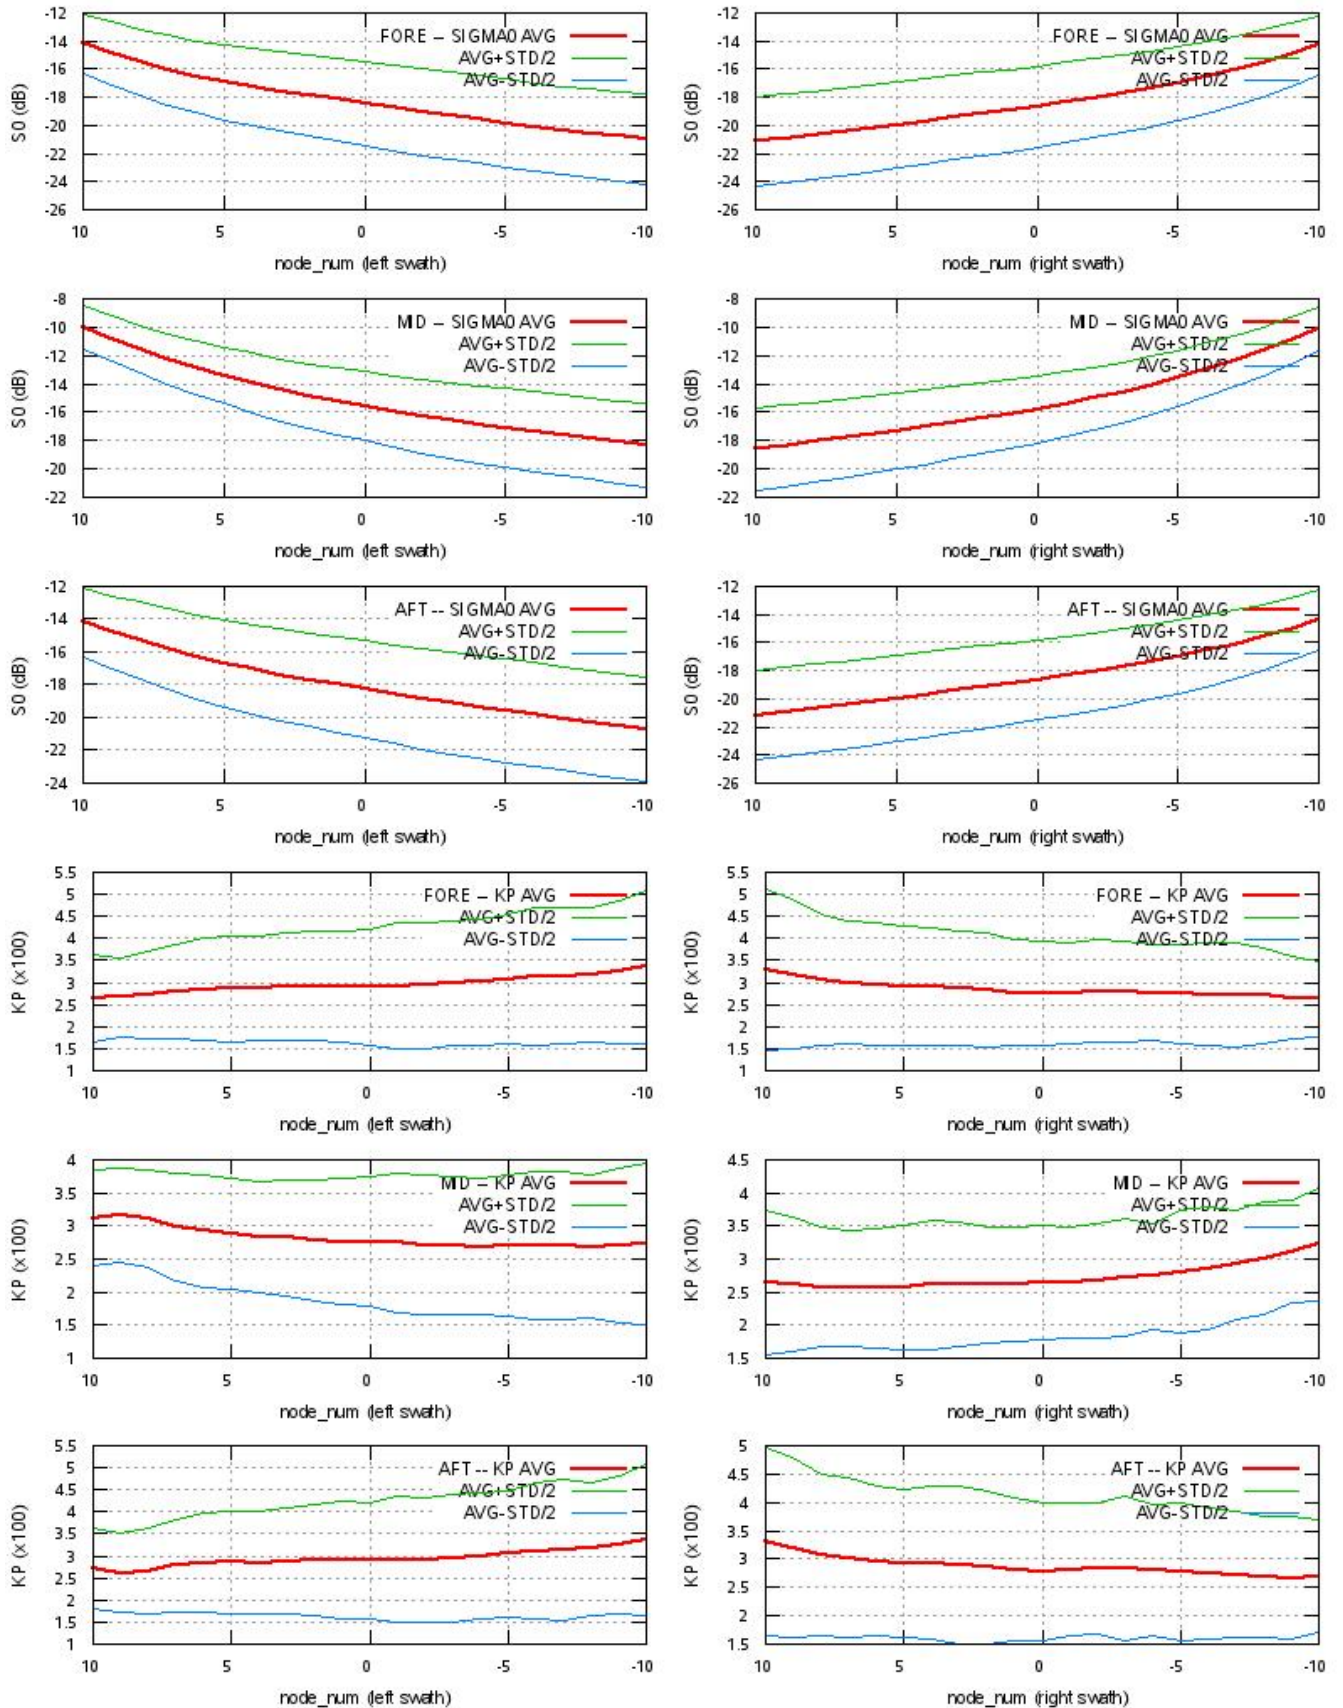 -12
-14
-16
-18
-20
-22
-24
-26
S0 (dB)
FORE -- SIGMA0 AVG
AVG+STD/2
AVG-STD/2
10 5 0 -5 -10
node_num (left swath)
-12
-14
-16
-18
-20
-22
-24
-26
S0 (dB)
FORE -- SIGMA0 AVG
AVG+STD/2
AVG-STD/2
10 5 0 -5 -10
node_num (right swath)
-8
-10
-12
-14
-16
-18
-20
-22
S0 (dB)
MID -- SIGMA0 AVG
AVG+STD/2
AVG-STD/2
10 5 0 -5 -10
node_num (left swath)
-8
-10
-12
-14
-16
-18
-20
-22
S0 (dB)
MID -- SIGMA0 AVG
AVG+STD/2
AVG-STD/2
10 5 0 -5 -10
node_num (right swath)
-12
-14
-16
-18
-20
-22
-24
S0 (dB)
AFT -- SIGMA0 AVG
AVG+STD/2
AVG-STD/2
10 5 0 -5 -10
node_num (left swath)
-12
-14
-16
-18
-20
-22
-24
-26
S0 (dB)
AFT -- SIGMA0 AVG
AVG+STD/2
AVG-STD/2
10 5 0 -5 -10
node_num (right swath)
5.5
5
4.5
4
3.5
3
2.5
2
1.5
1
KP (x100)
FORE -- KP AVG
AVG+STD/2
AVG-STD/2
10 5 0 -5 -10
node_num (left swath)
5.5
5
4.5
4
3.5
3
2.5
2
1.5
1
KP (x100)
FORE -- KP AVG
AVG+STD/2
AVG-STD/2
10 5 0 -5 -10
node_num (right swath)
4
3.5
3
2.5
2
1.5
1
KP (x100)
MID -- KP AVG
AVG+STD/2
AVG-STD/2
10 5 0 -5 -10
node_num (left swath)
4.5
4
3.5
3
2.5
2
1.5
KP (x100)
MID -- KP AVG
AVG+STD/2
AVG-STD/2
10 5 0 -5 -10
node_num (right swath)
5.5
5
4.5
4
3.5
3
2.5
2
1.5
1
KP (x100)
AFT -- KP AVG
AVG+STD/2
AVG-STD/2
10 5 0 -5 -10
node_num (left swath)
5
4.5
4
3.5
3
2.5
2
1.5
KP (x100)
AFT -- KP AVG
AVG+STD/2
AVG-STD/2
10 5 0 -5 -10
node_num (right swath)